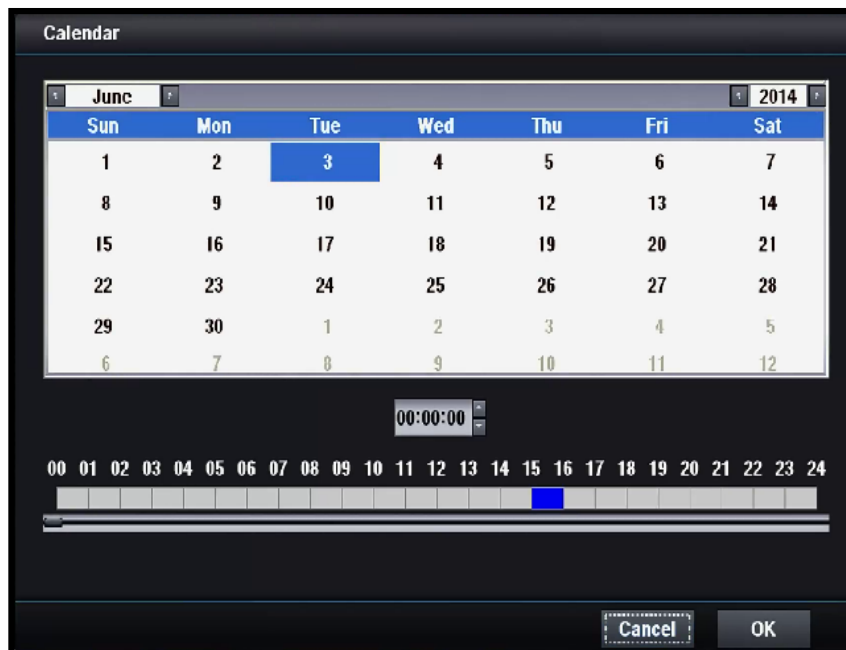 Calendar
June 2014
Sun Mon Tue Wed Thu Fri Sat
1 2 3 4 5 6 7
8 9 10 11 12 13 14
15 16 17 18 19 20 21
22 23 24 25 26 27 28
29 30 1 2 3 4 5
6 7 8 9 10 11 12
00:00:00
00 01 02 03 04 05 06 07 08 09 10 11 12 13 14 15 16 17 18 19 20 21 22 23 24
Cancel OK